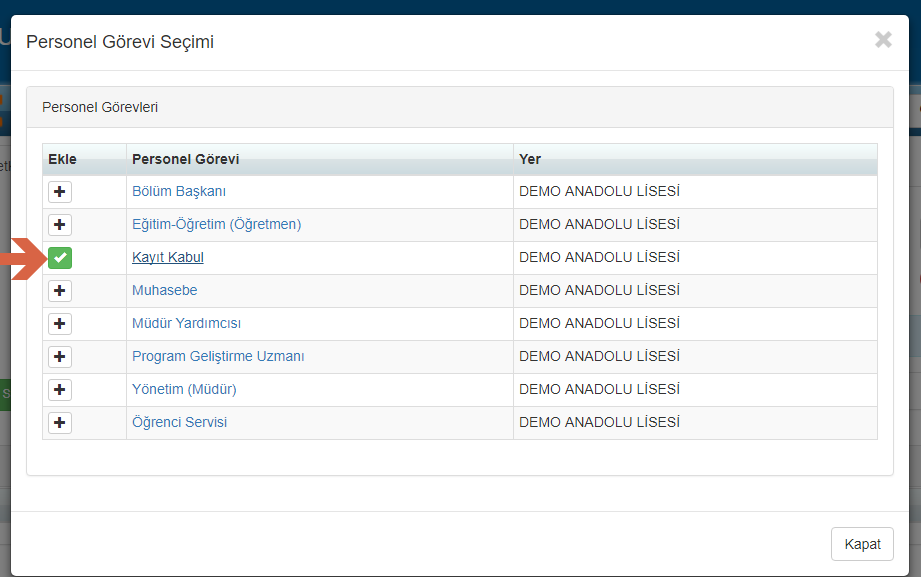 Personel Görevi Seçimi
Personel Görevleri
Ekle Personel Görevi Yer
Bölüm Başkanı DEMO ANADOLU LİSESİ
Eğitim-Öğretim (Öğretmen) DEMO ANADOLU LİSESİ
Kayıt Kabul DEMO ANADOLU LİSESİ
Muhasebe DEMO ANADOLU LİSESİ
Müdür Yardımcısı DEMO ANADOLU LİSESİ
Program Geliştirme Uzmanı DEMO ANADOLU LİSESİ
Yönetim (Müdür) DEMO ANADOLU LİSESİ
Öğrenci Servisi DEMO ANADOLU LİSESİ
Kapat